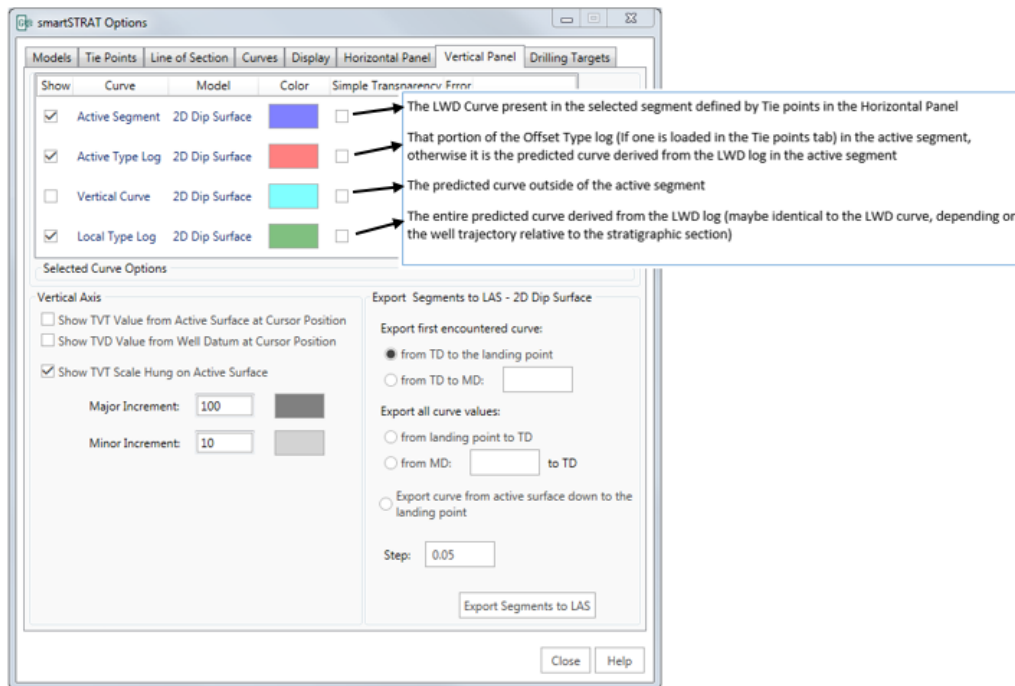 smartSTRAT Options
Models Tie Points Line of Section Curves Display Horizontal Panel Vertical Panel Drilling Targets
Show Curve Model Color Simple Transparency Error
Active Segment 2D Dip Surface
Active Type Log 2D Dip Surface
Vertical Curve 2D Dip Surface
Local Type Log 2D Dip Surface
The LWD Curve present in the selected segment defined by Tie points in the Horizontal Panel
That portion of the Offset Type log (If one is loaded in the Tie points tab) in the active segment,
otherwise it is the predicted curve derived from the LWD log in the active segment
The predicted curve outside of the active segment
The entire predicted curve derived from the LWD log (maybe identical to the LWD curve, depending on
the well trajectory relative to the stratigraphic section)
Selected Curve Options
Vertical Axis
Show TVT Value from Active Surface at Cursor Position
Show TVD Value from Well Datum at Cursor Position
Show TVT Scale Hung on Active Surface
Major Increment: 100
Minor Increment: 10
Export Segments to LAS - 2D Dip Surface
Export first encountered curve:
from TD to the landing point
from TD to MD:
Export all curve values:
from landing point to TD
from MD: to TD
Export curve from active surface down to the
landing point
Step: 0.05
Export Segments to LAS
Close Help